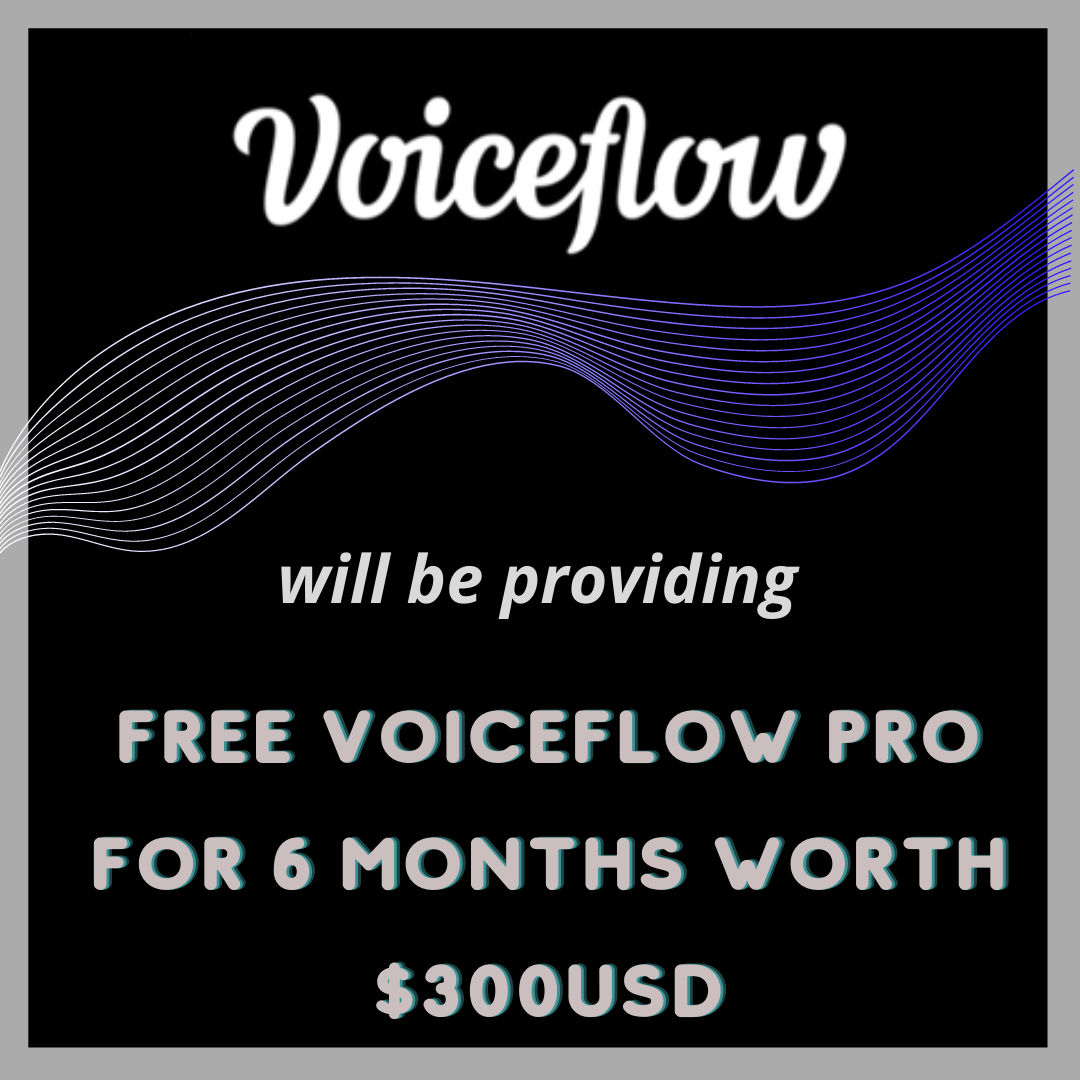 Voiceflow
will be providing
FREE VOICEFLOW PRO
FOR 6 MONTHS WORTH
$300USD